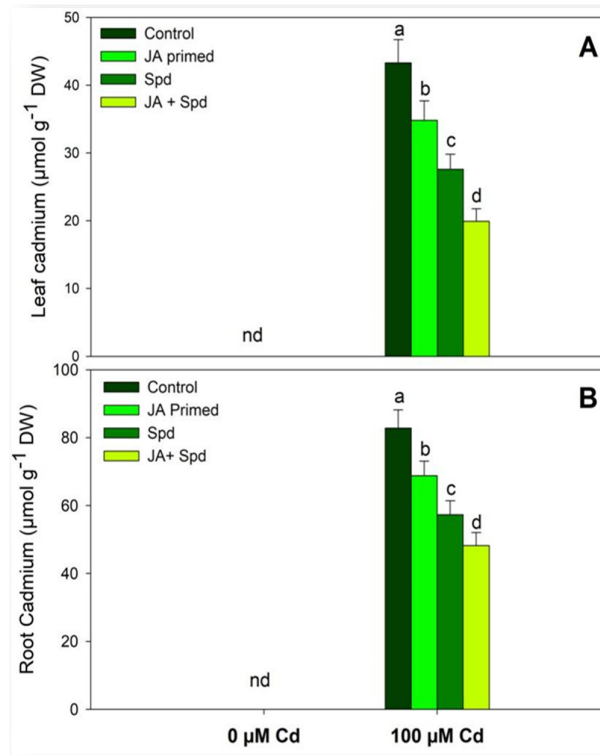 50
40
30
20
10
0
Leaf cadmium (µmol g⁻¹ DW)
Control
JA primed
Spd
JA + Spd
A
a
b
c
d
nd
100
80
60
40
20
0
Root Cadmium (µmol g⁻¹ DW)
Control
JA Primed
Spd
JA+ Spd
B
a
b
c
d
nd
0 µM Cd 100 µM Cd